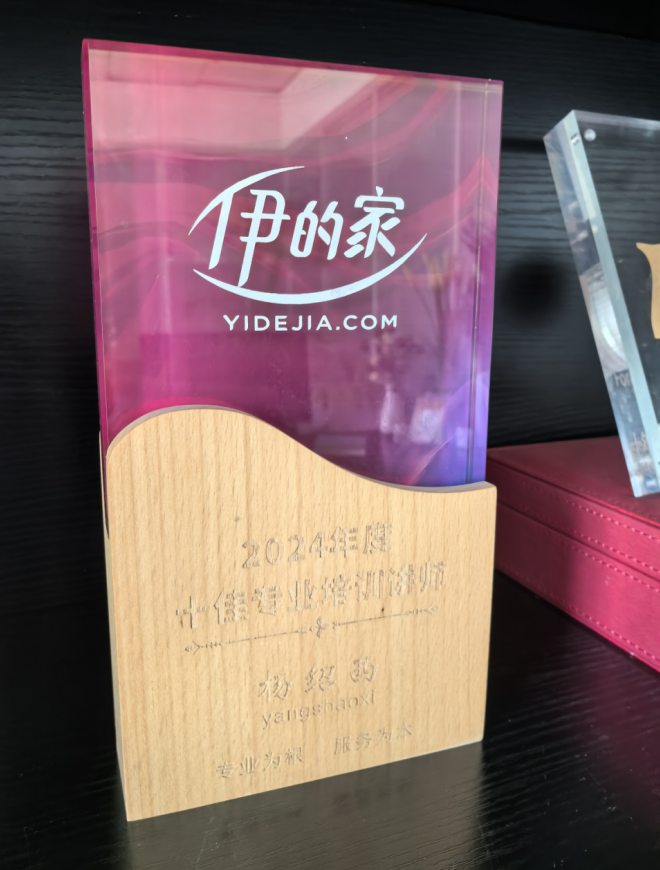 伊的家
YIDEJIA.COM
2024年度
十佳专业培训讲师
杨绍
yangshaoxi
专业为根 服务为本